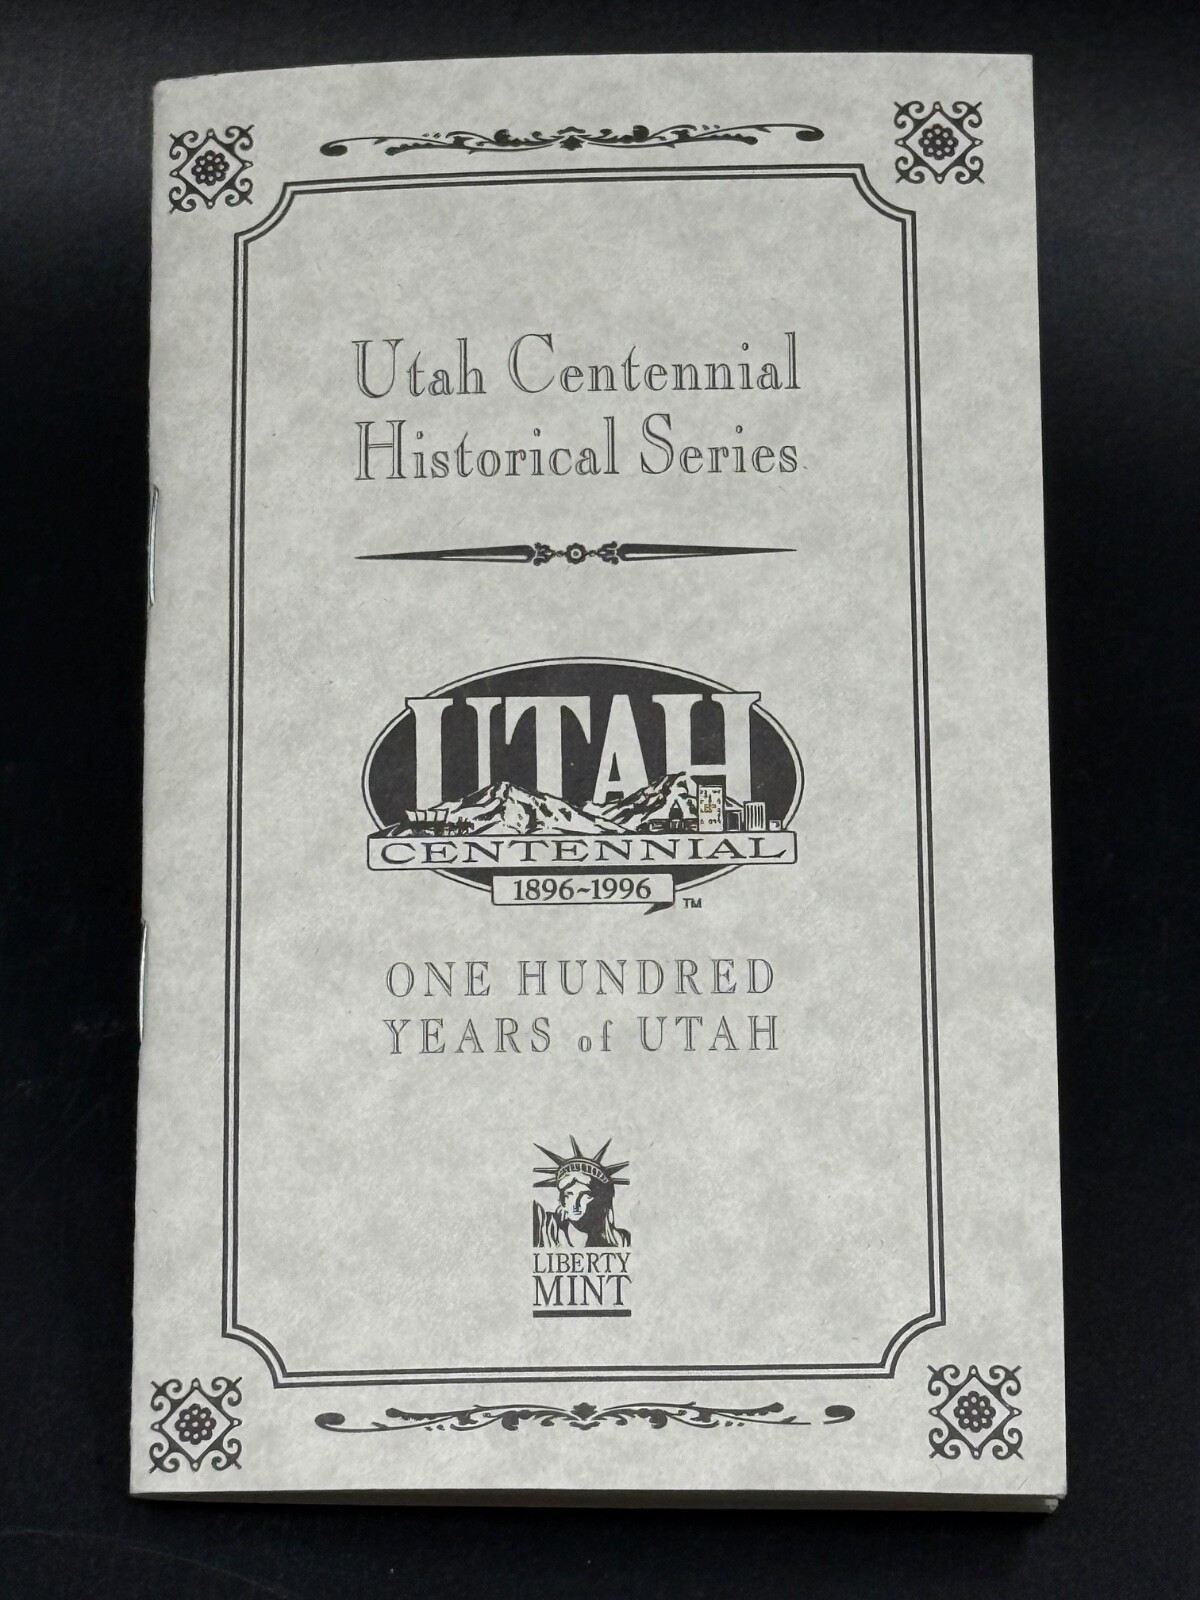 Utah Centennial
Historical Series
UTAH
CENTENNIAL
1896~1996
TM
ONE HUNDRED
YEARS of UTAH
LIBERTY
MINT